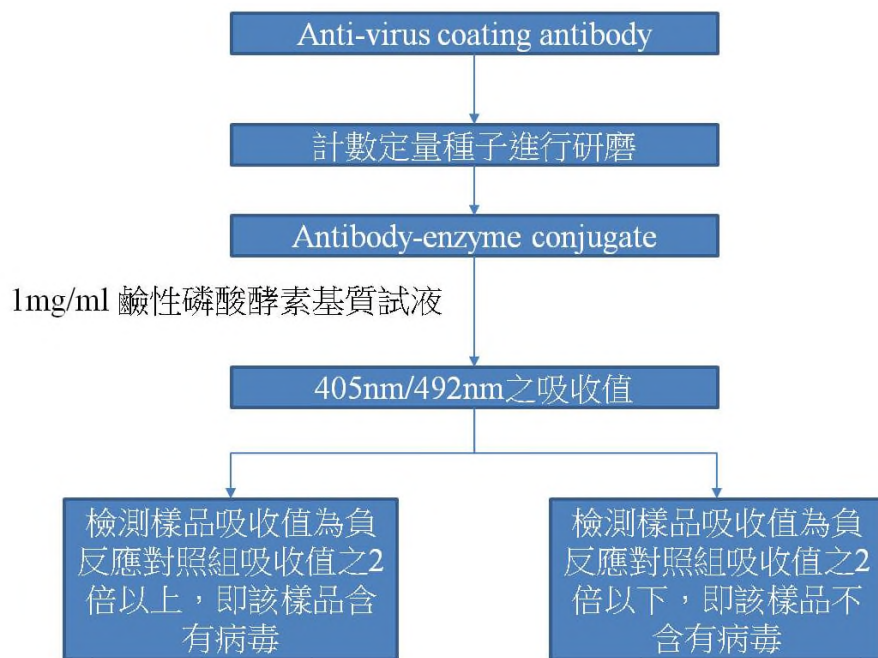 Anti-virus coating antibody
計數定量種子進行研磨
Antibody-enzyme conjugate
1mg/ml 鹼性磷酸酵素基質試液
405nm/492nm之吸收值
檢測樣品吸收值為負
反應對照組吸收值之2
倍以上，即該樣品含
有病毒
檢測樣品吸收值為負
反應對照組吸收值之2
倍以下，即該樣品不
含有病毒